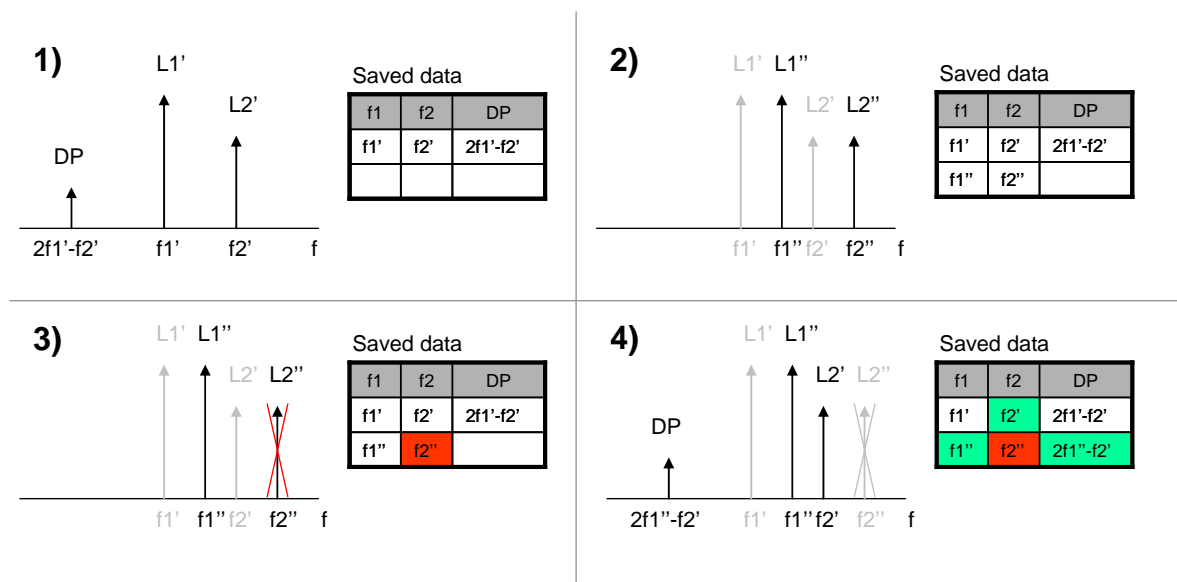 1)
L1’
L2’
DP
2f1’-f2’ f1’ f2’ f
Saved data
f1 f2 DP
f1’ f2’ 2f1’-f2’
2)
L1’ L1’’
L2’ L2’’
f1’ f1’’ f2’ f2’’ f
Saved data
f1 f2 DP
f1’ f2’ 2f1’-f2’
f1’’ f2’’
3)
L1’ L1’’
L2’ L2’’
f1’ f1’’ f2’ f2’’ f
Saved data
f1 f2 DP
f1’ f2’ 2f1’-f2’
f1’’ f2’’
4)
L1’ L1’’
L2’ L2’’
DP
2f1’’-f2’ f1’ f1’’ f2’ f2’’ f
Saved data
f1 f2 DP
f1’ f2’ 2f1’-f2’
f1’’ f2’’ 2f1’’-f2’